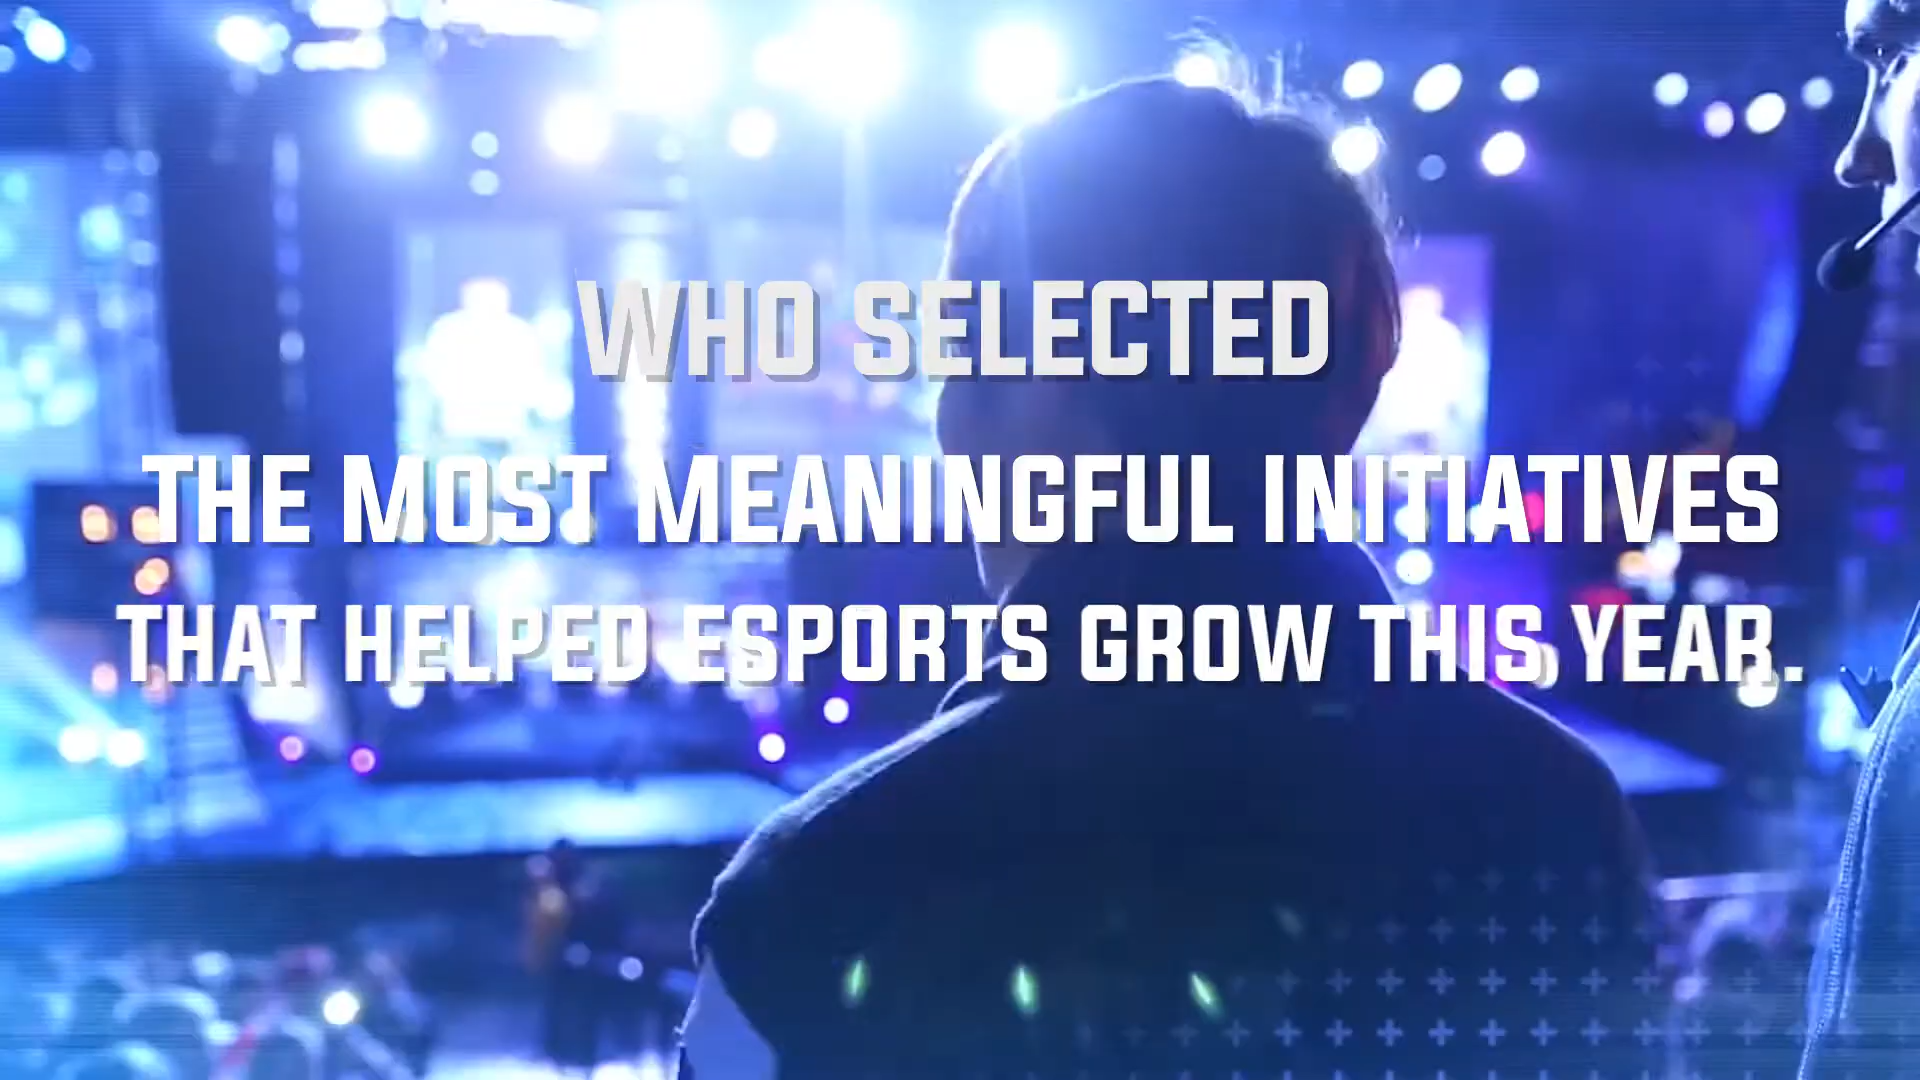 WHO SELECTED
THE MOST MEANINGFUL INITIATIVES
THAT HELPED ESPORTS GROW THIS YEAR.